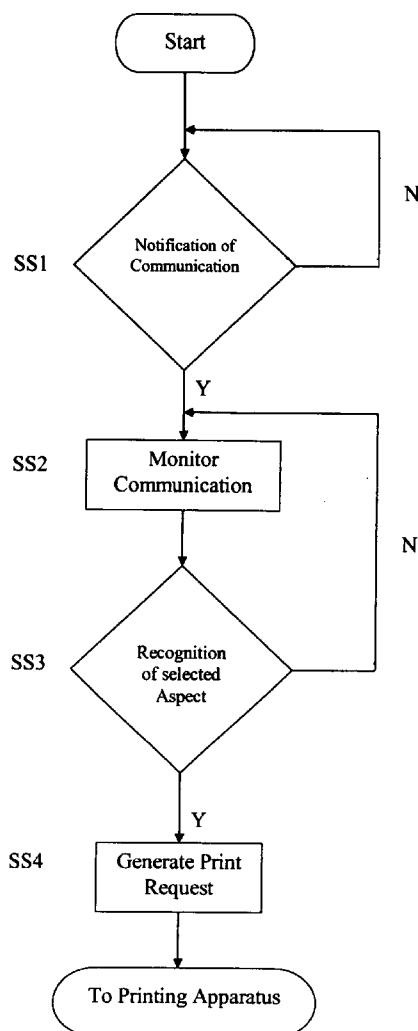 Start
N
SS1
Notification of
Communication
Y
SS2
Monitor
Communication
N
SS3
Recognition
of selected
Aspect
Y
SS4
Generate Print
Request
To Printing Apparatus